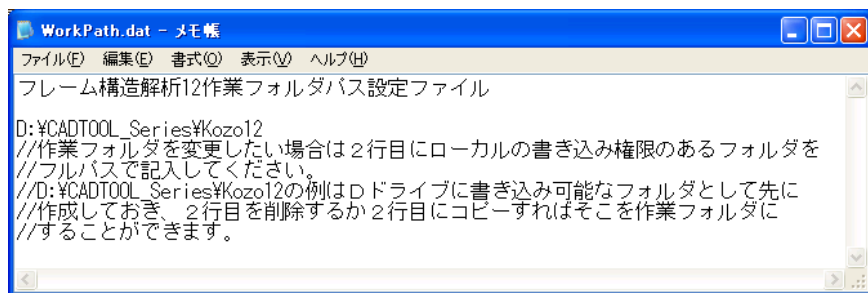 WorkPath.dat - メモ帳
ファイル(F) 編集(E) 書式(O) 表示(V) ヘルプ(H)
フレーム構造解析12作業フォルダパス設定ファイル
D:¥CADTOOL_Series¥Kozo12
//作業フォルダを変更したい場合は２行目にローカルの書き込み権限のあるフォルダを
//フルパスで記入してください。
//D:¥CADTOOL_Series¥Kozo12の例はＤドライブに書き込み可能なフォルダとして先に
//作成しておき、２行目を削除するか２行目にコピーすればそこを作業フォルダに
//することができます。